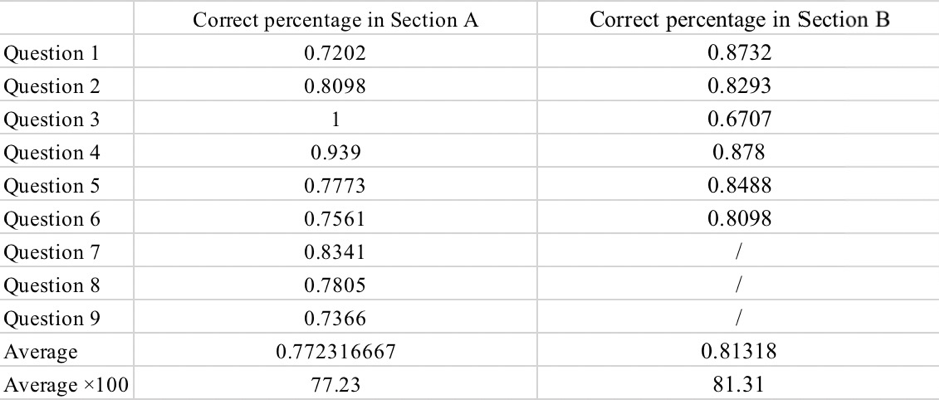 Correct percentage in Section A Correct percentage in Section B
Question 1 0.7202 0.8732
Question 2 0.8098 0.8293
Question 3 1 0.6707
Question 4 0.939 0.878
Question 5 0.7773 0.8488
Question 6 0.7561 0.8098
Question 7 0.8341 /
Question 8 0.7805 /
Question 9 0.7366 /
Average 0.772316667 0.81318
Average ×100 77.23 81.31